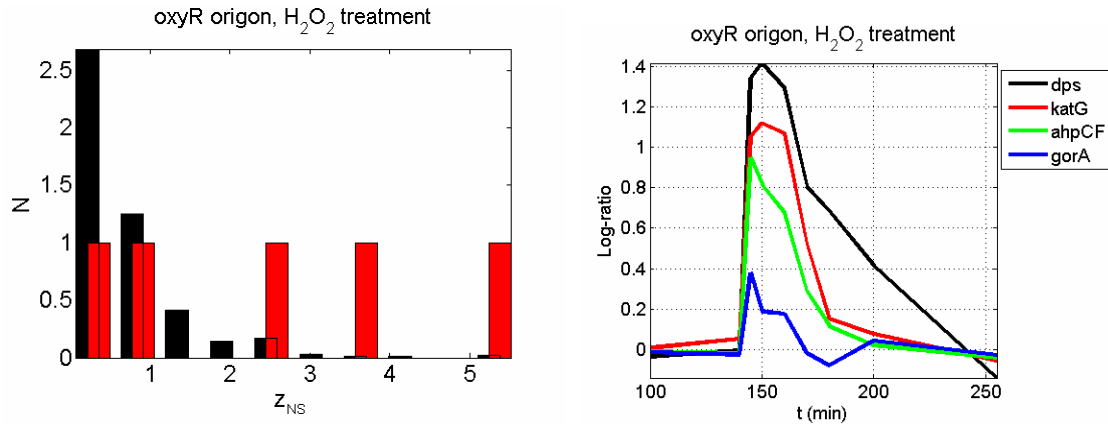 oxyR origon, H₂O₂ treatment
N
2.5
2
1.5
1
0.5
0
1 2 3 4 5
z_NS
oxyR origon, H₂O₂ treatment
Log-ratio
1.4
1.2
1
0.8
0.6
0.4
0.2
0
100 150 200 250
t (min)
dps
katG
ahpCF
gorA